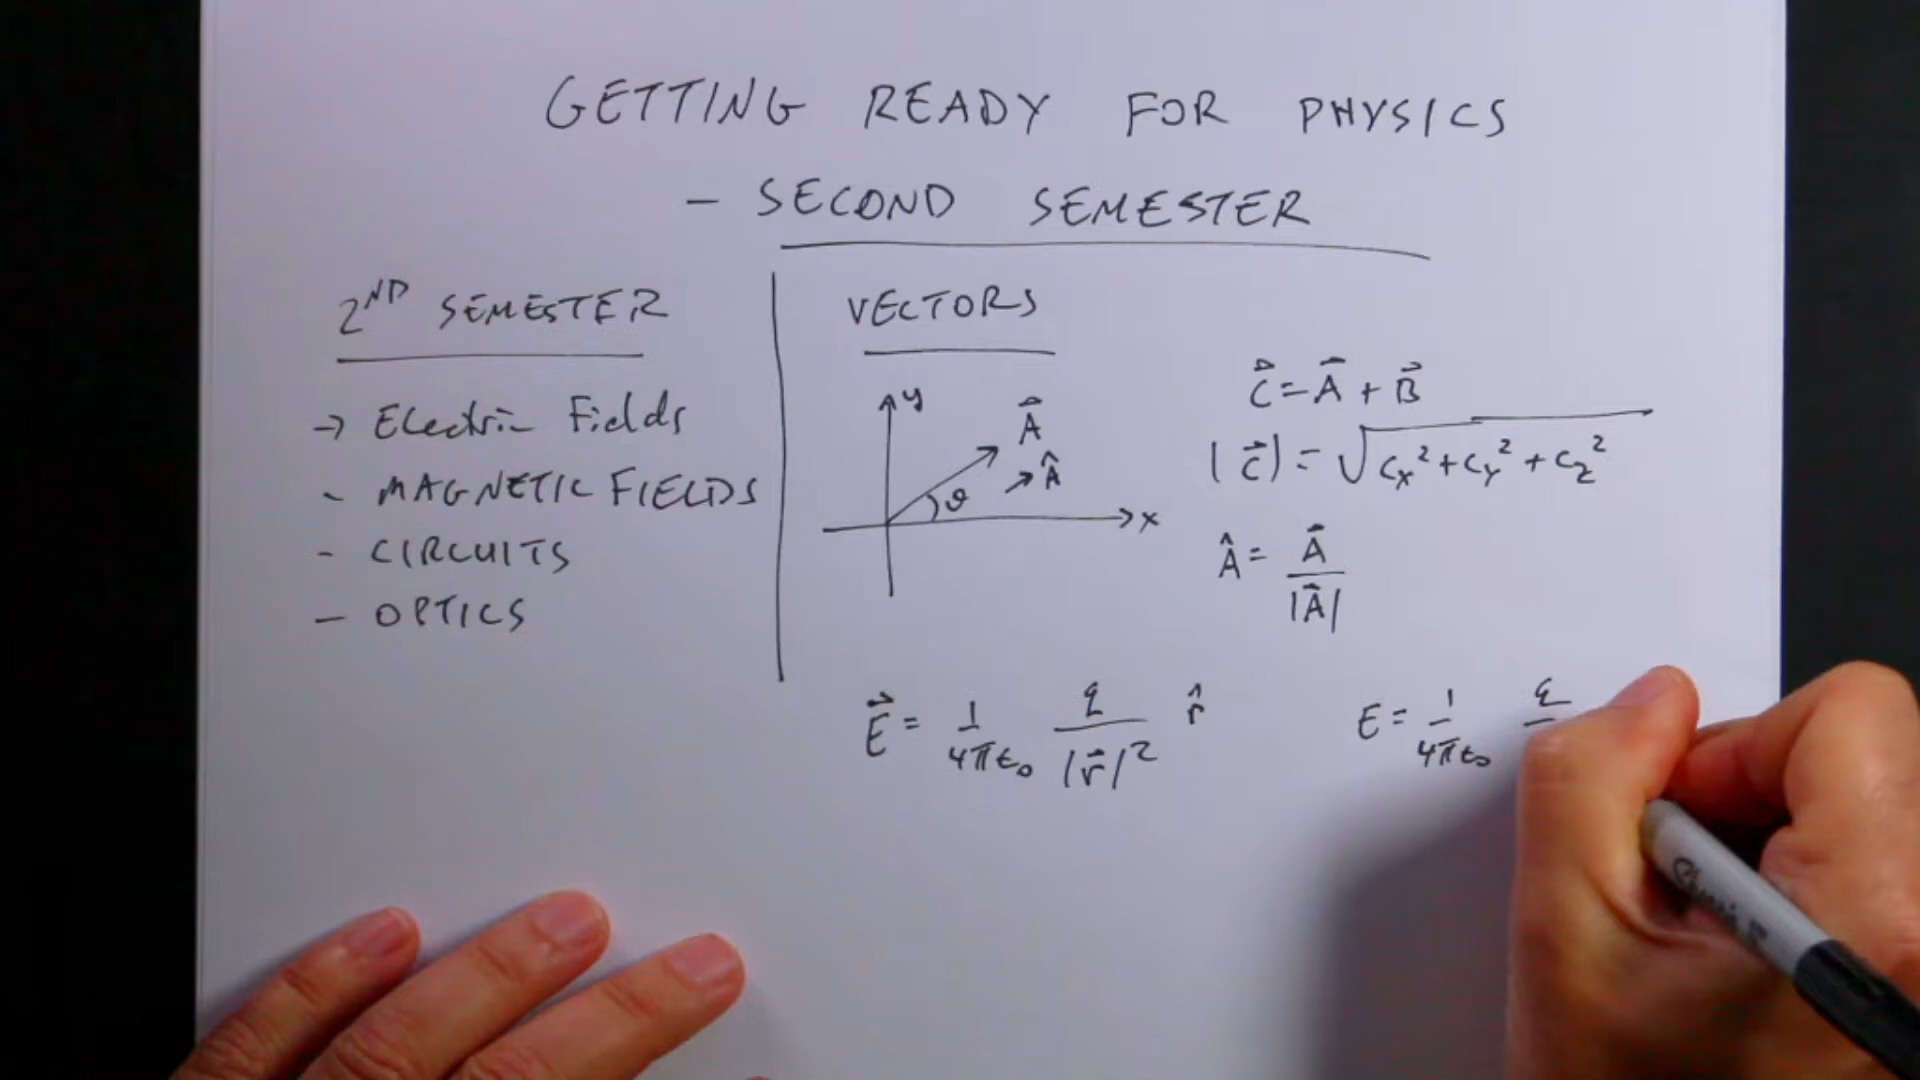 GETTING READY FOR PHYSICS
– SECOND SEMESTER
2ND SEMESTER
→ Electric Fields
- MAGNETIC FIELDS
- CIRCUITS
– OPTICS
VECTORS
y
A⃗
Â
θ
x
C⃗ = A⃗ + B⃗
|C⃗| = √(Cx² + Cy² + Cz²)
Â = A⃗ / |A⃗|
E⃗ = 1/4πε₀ q/|r⃗|² r̂
E = 1/4πε₀ q